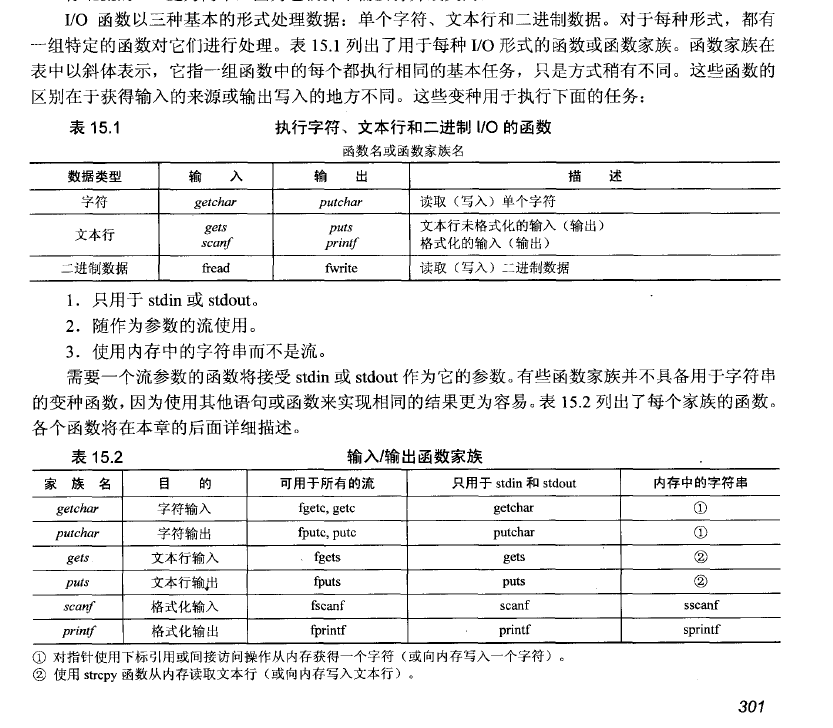 I/O 函数以三种基本的形式处理数据：单个字符、文本行和二进制数据。对于每种形式，都有
一组特定的函数对它们进行处理。表 15.1 列出了用于每种 I/O 形式的函数或函数家族。函数家族在
表中以斜体表示，它指一组函数中的每个都执行相同的基本任务，只是方式稍有不同。这些函数的
区别在于获得输入的来源或输出写入的地方不同。这些变种用于执行下面的任务：
表 15.1 执行字符、文本行和二进制 I/O 的函数
函数名或函数家族名
数据类型 输 入 输 出 描 述
字符 getchar putchar 读取（写入）单个字符
文本行 gets puts 文本行未格式化的输入（输出）
scanf printf 格式化的输入（输出）
二进制数据 fread fwrite 读取（写入）二进制数据
1．只用于 stdin 或 stdout。
2．随作为参数的流使用。
3．使用内存中的字符串而不是流。
需要一个流参数的函数将接受 stdin 或 stdout 作为它的参数。有些函数家族并不具备用于字符串
的变种函数，因为使用其他语句或函数来实现相同的结果更为容易。表 15.2 列出了每个家族的函数。
各个函数将在本章的后面详细描述。
表 15.2 输入/输出函数家族
家 族 名 目 的 可用于所有的流 只用于 stdin 和 stdout 内存中的字符串
getchar 字符输入 fgetc, getc getchar ①
putchar 字符输出 fputc, putc putchar ①
gets 文本行输入 fgets gets ②
puts 文本行输出 fputs puts ②
scanf 格式化输入 fscanf scanf sscanf
printf 格式化输出 fprintf printf sprintf
① 对指针使用下标引用或间接访问操作从内存获得一个字符（或向内存写入一个字符）。
② 使用 strcpy 函数从内存读取文本行（或向内存写入文本行）。
301